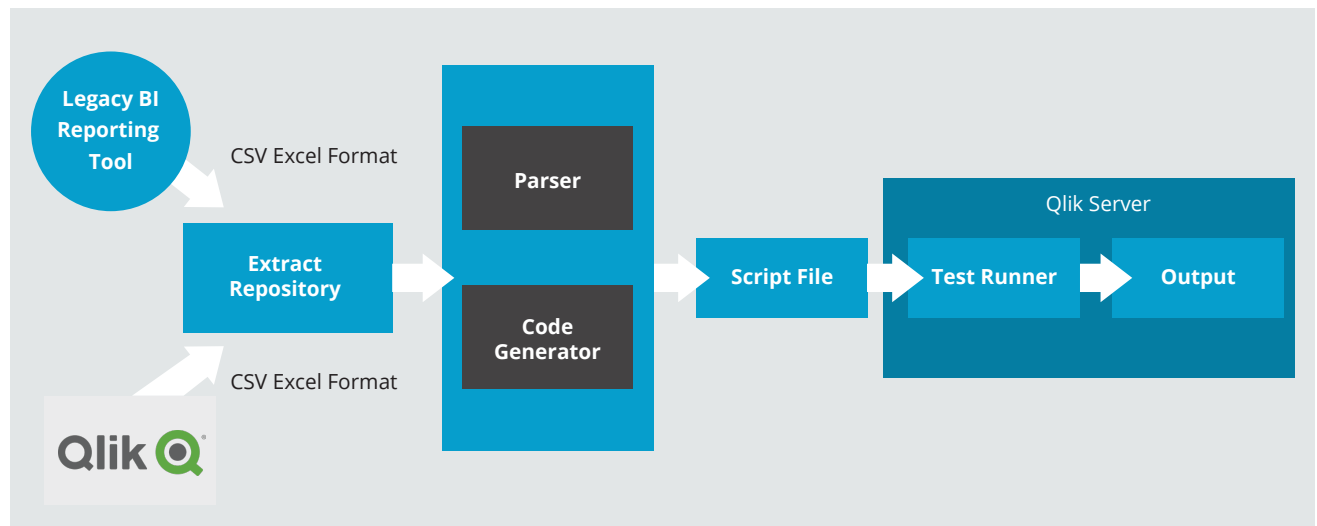 Legacy BI
Reporting
Tool
CSV Excel Format
Extract
Repository
CSV Excel Format
Qlik
Parser
Code
Generator
Script File
Qlik Server
Test Runner
Output